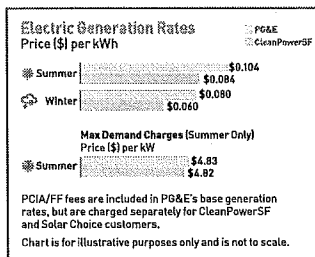 Electric Generation Rates
Price ($) per kWh
PG&E
CleanPowerSF
Summer
$0.104
$0.084
Winter
$0.080
$0.060
Max Demand Charges (Summer Only)
Price ($) per kW
Summer
$4.83
$4.82
PCIA/FF fees are included in PG&E's base generation
rates, but are charged separately for CleanPowerSF
and Solar Choice customers.
Chart is for illustrative purposes only and is not to scale.